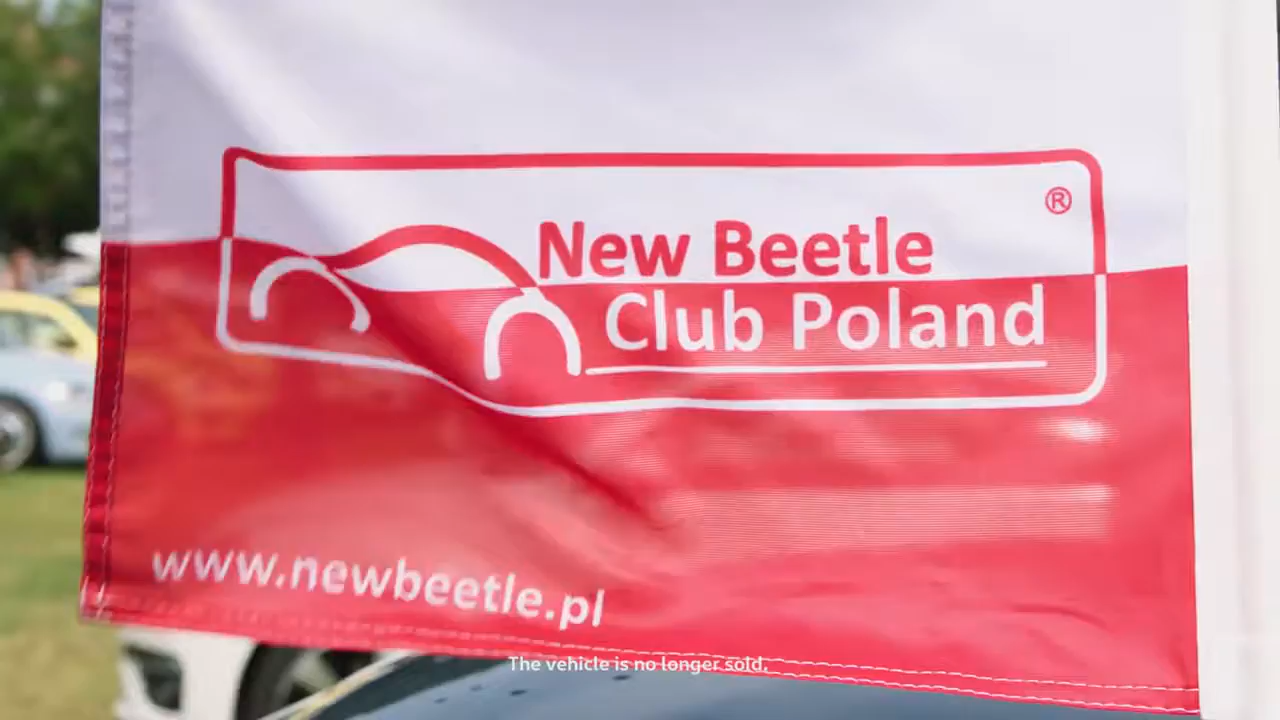 ®
New Beetle
Club Poland
www.newbeetle.pl
The vehicle is no longer sold.